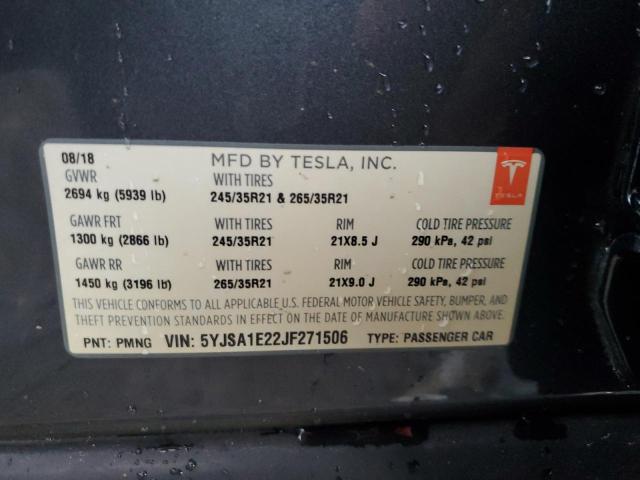 08/18 MFD BY TESLA, INC.
GVWR WITH TIRES
2694 kg (5939 lb) 245/35R21 & 265/35R21
TESLA
GAWR FRT WITH TIRES RIM COLD TIRE PRESSURE
1300 kg (2866 lb) 245/35R21 21X8.5 J 290 kPa, 42 psi
GAWR RR WITH TIRES RIM COLD TIRE PRESSURE
1450 kg (3196 lb) 265/35R21 21X9.0 J 290 kPa, 42 psi
THIS VEHICLE CONFORMS TO ALL APPLICABLE U.S. FEDERAL MOTOR VEHICLE SAFETY, BUMPER, AND
THEFT PREVENTION STANDARDS IN EFFECT ON THE DATE OF MANUFACTURE SHOWN ABOVE.
PNT: PMNG VIN: 5YJSA1E22JF271506 TYPE: PASSENGER CAR